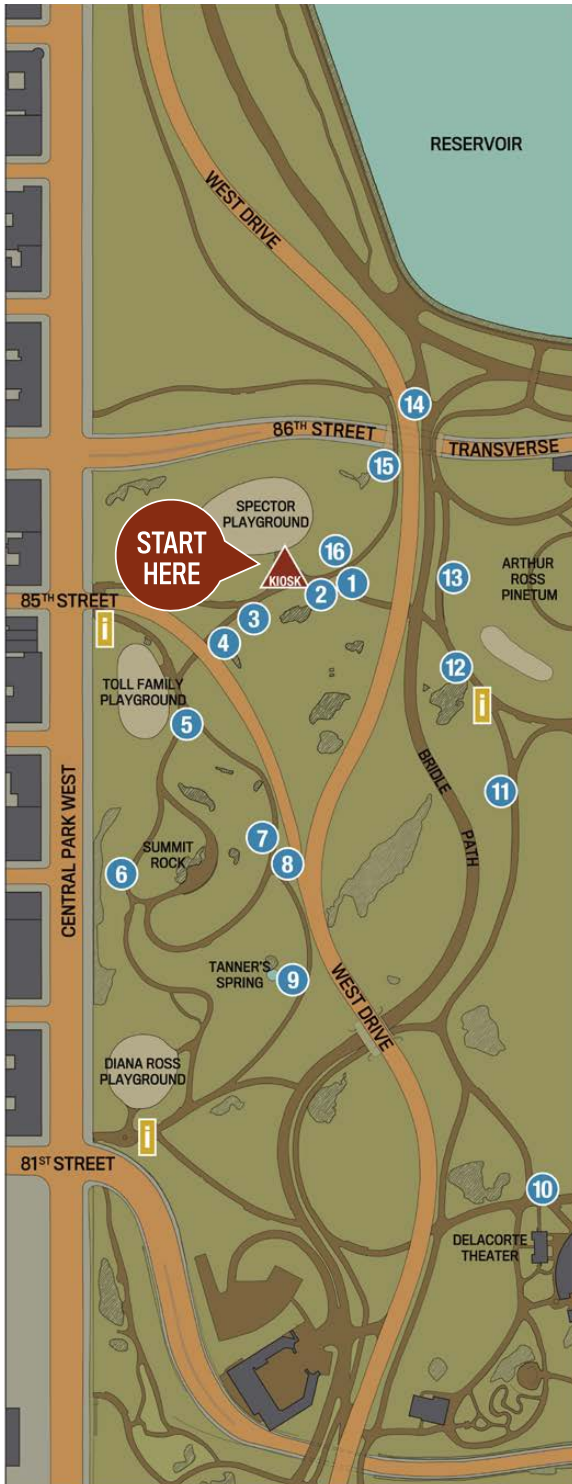 RESERVOIR
WEST DRIVE
14
86TH STREET
TRANSVERSE
15
SPECTOR
PLAYGROUND
START
HERE
KIOSK
16
1
2
13
ARTHUR
ROSS
PINETUM
85TH STREET
i
3
4
12
i
TOLL FAMILY
PLAYGROUND
5
BRIDLE
PATH
11
CENTRAL PARK WEST
SUMMIT
ROCK
6
7
8
TANNER'S
SPRING
9
WEST DRIVE
DIANA ROSS
PLAYGROUND
i
81ST STREET
10
DELACORTE
THEATER